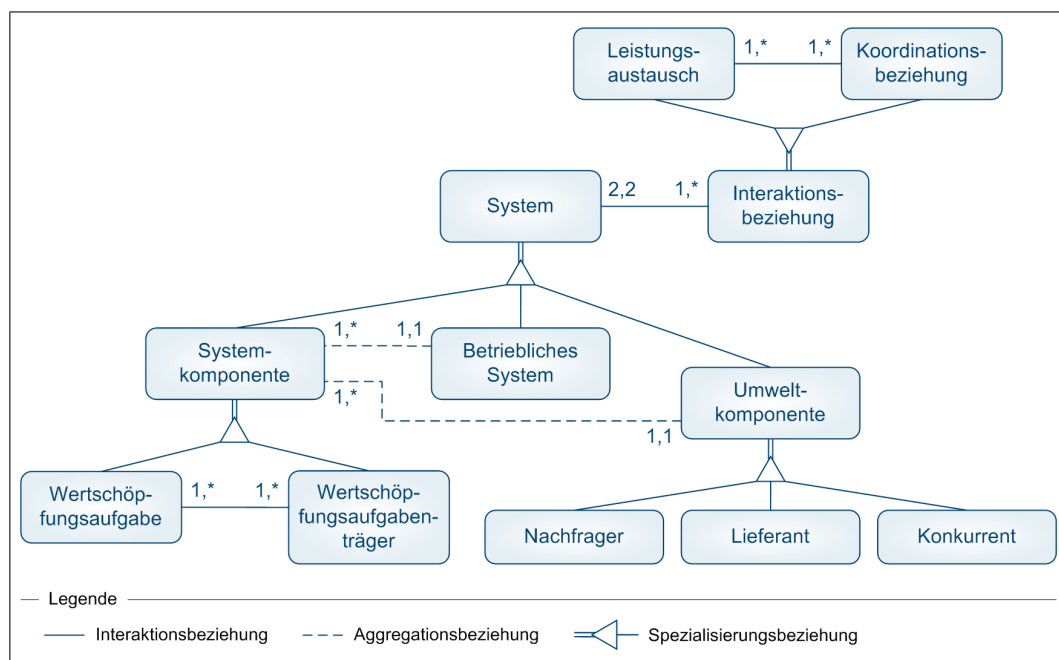 Leistungs-
austausch
1,*
1,*
Koordinations-
beziehung
System
2,2
1,*
Interaktions-
beziehung
System-
komponente
1,*
1,1
Betriebliches
System
1,*
1,1
Umwelt-
komponente
Wertschöp-
fungsaufgabe
1,*
1,*
Wertschöp-
fungsaufgaben-
träger
Nachfrager
Lieferant
Konkurrent
Legende
Interaktionsbeziehung
Aggregationsbeziehung
Spezialisierungsbeziehung